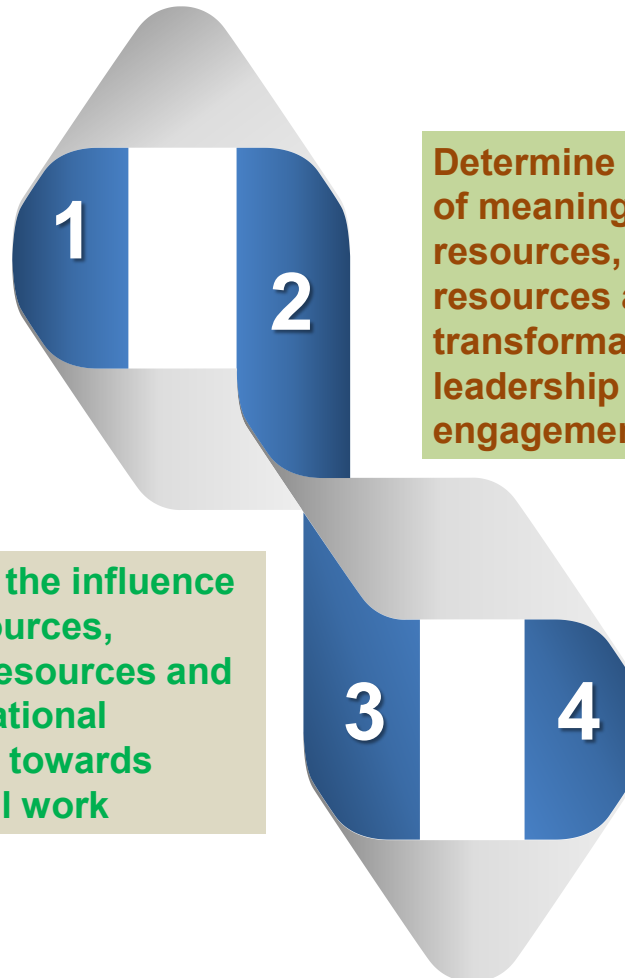 1
2
Determine
of meaning
resources,
resources
transforma
leadership
engagemen
the influence
ources,
resources and
ational
towards
l work
3
4